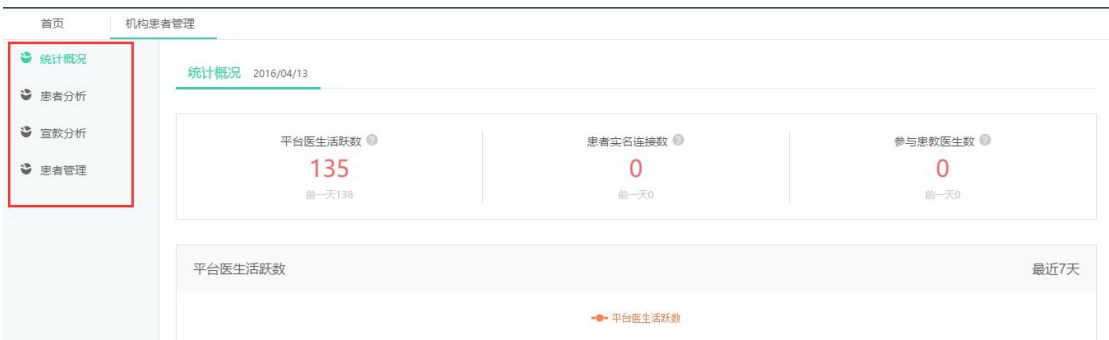 首页 机构患者管理
统计概况
患者分析
宣教分析
患者管理
统计概况 2016/04/13
平台医生活跃数 患者实名连接数 参与患教医生数
135 0 0
前一天138 前一天0 前一天0
平台医生活跃数 最近7天
平台医生活跃数